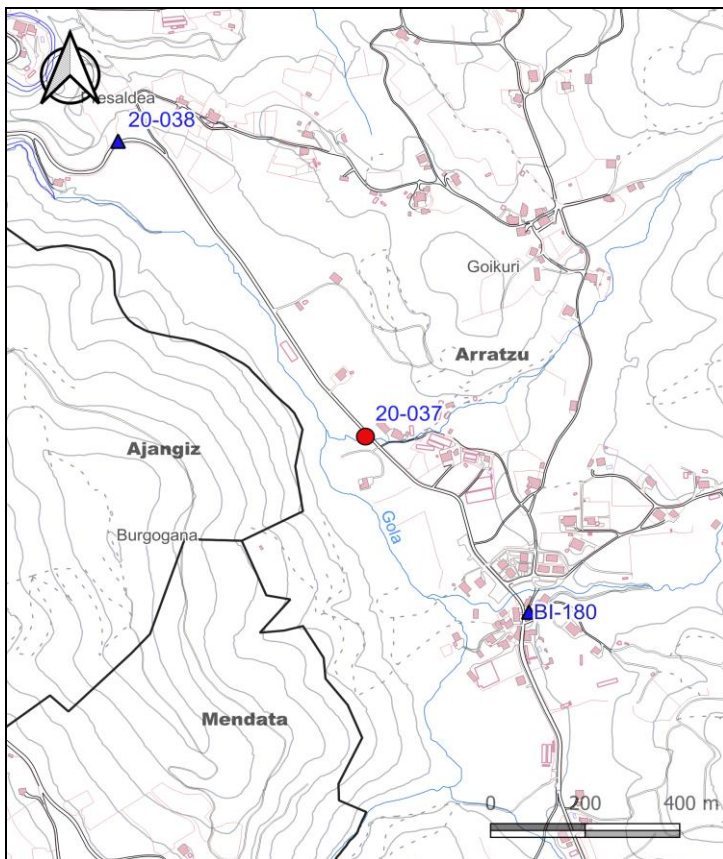 esaldea
20-038
Goikuri
Arratzu
20-037
Ajangiz
Gola
Burgogana
BI-180
Mendata
0 200 400 m